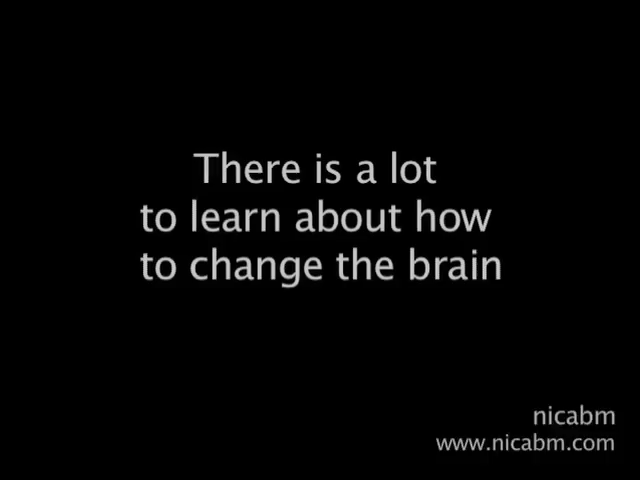 There is a lot
to learn about how
to change the brain
nicabm
www.nicabm.com